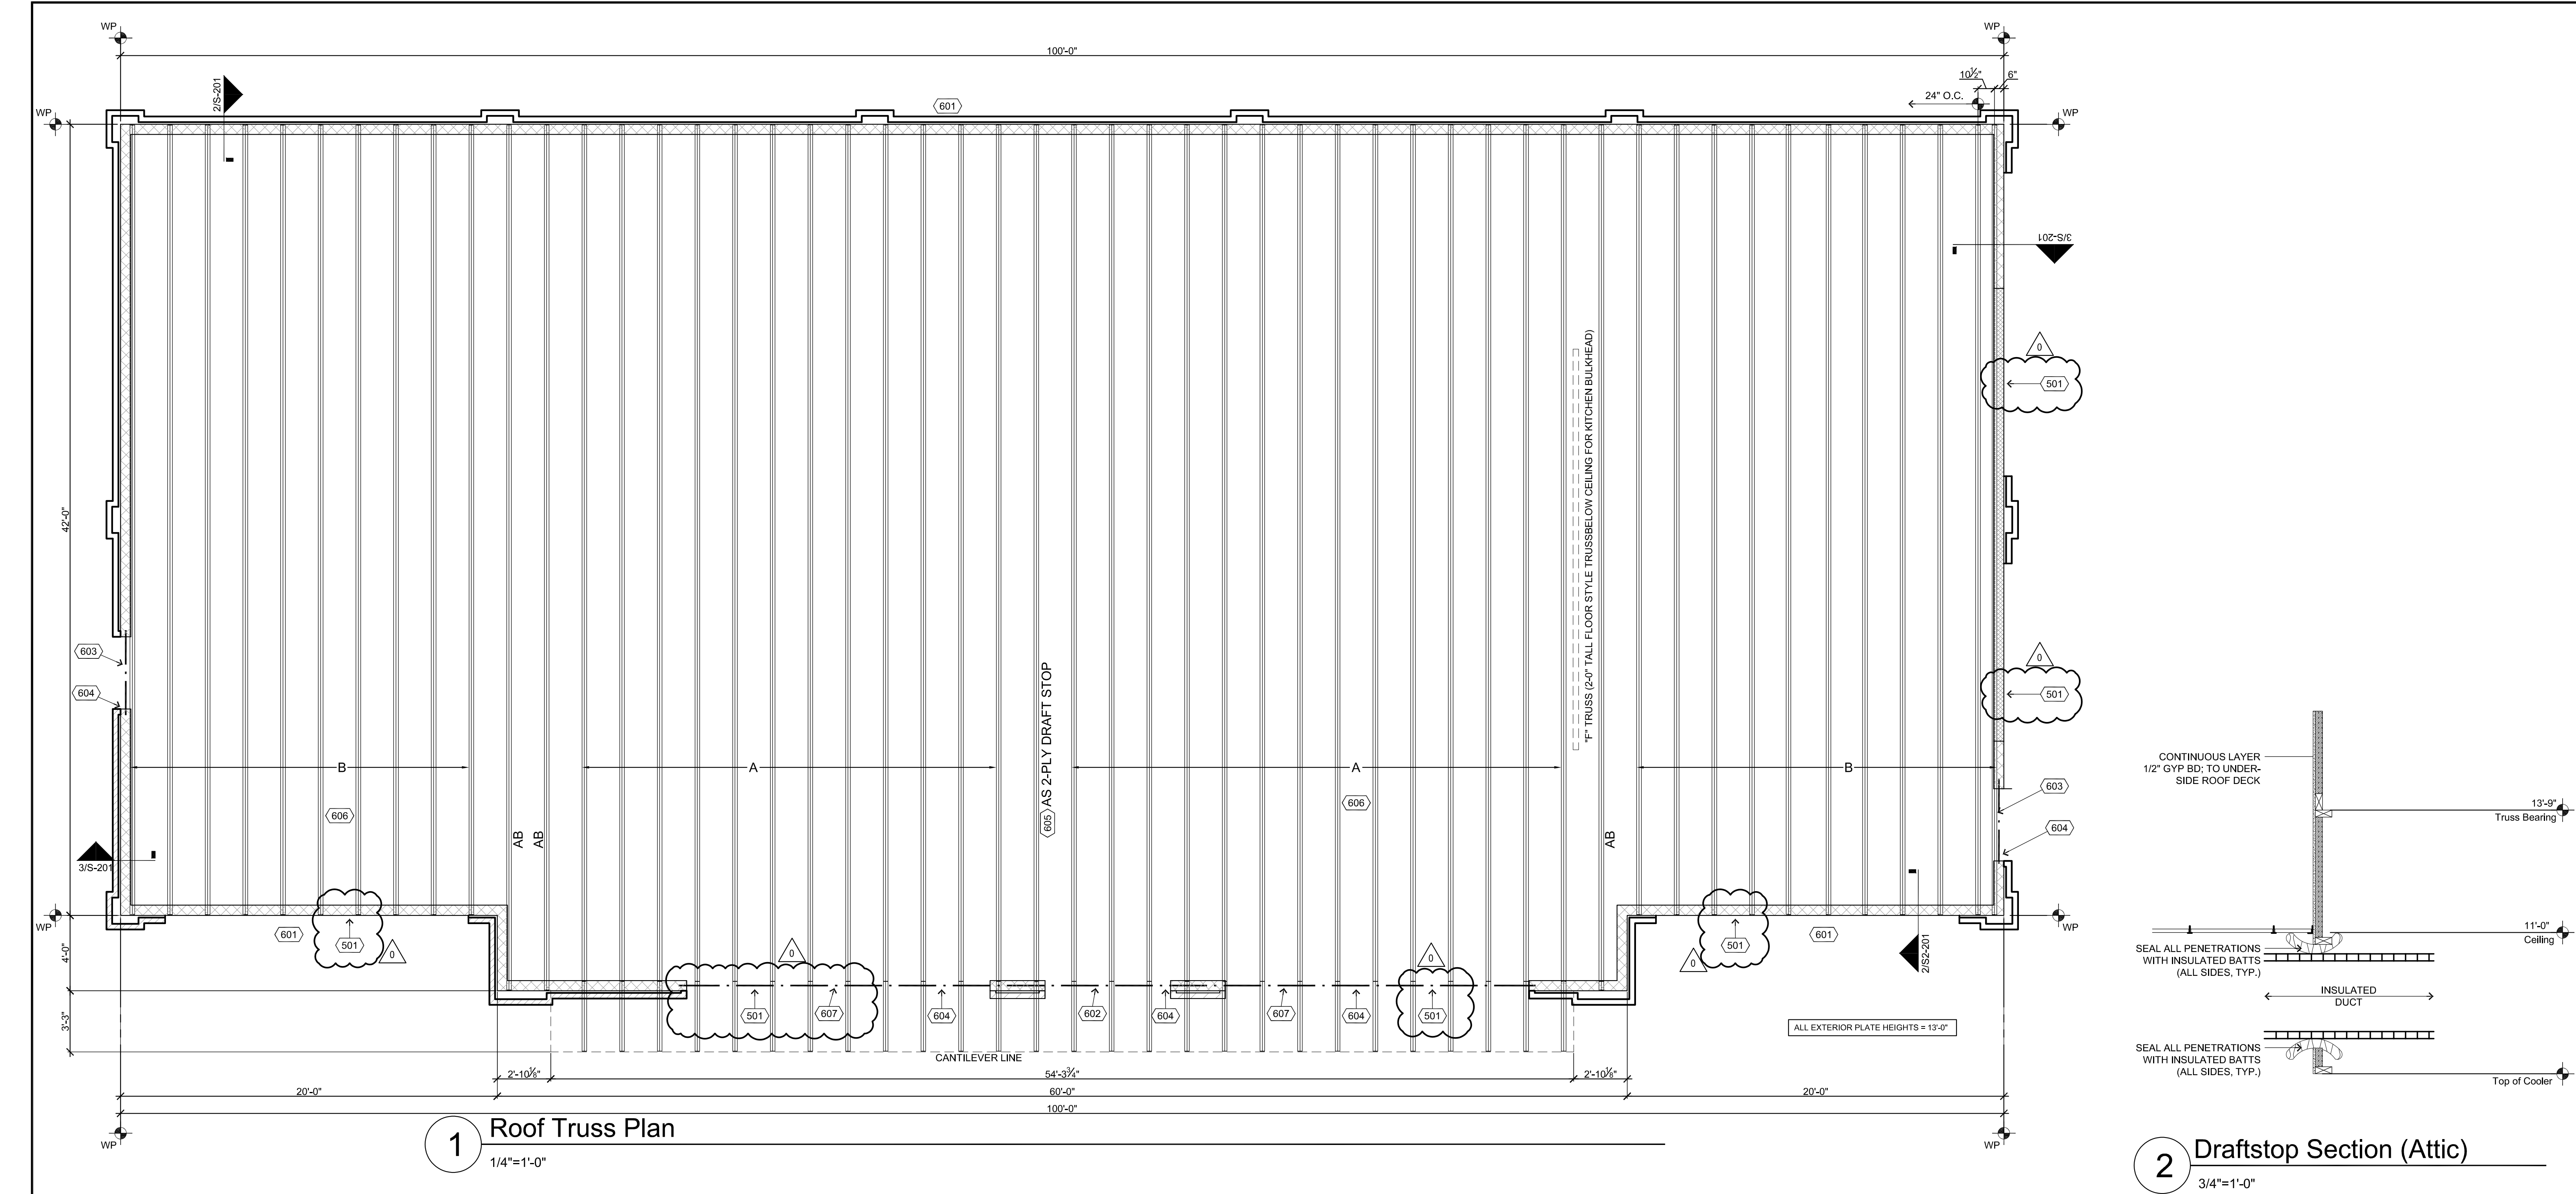 WP
WP
100'-0"
10½"
6"
2/S-201
24" O.C.
601
WP
WP
3/S-201
0
501
42'-0"
"F" TRUSS (2-0" TALL FLOOR STYLE TRUSSBELOW CEILING FOR KITCHEN BULKHEAD)
603
604
0
501
605 AS 2-PLY DRAFT STOP
B
A
A
B
606
606
603
604
AB
AB
AB
3/S-201
WP
WP
601
501
0
501
0
601
2/S2-201
4'-0"
3'-3"
0
501
607
604
602
604
607
604
0
501
ALL EXTERIOR PLATE HEIGHTS = 13'-0"
CANTILEVER LINE
2'-10⅛"
54'-3¾"
2'-10⅛"
20'-0"
60'-0"
20'-0"
100'-0"
WP
WP
1
Roof Truss Plan
1/4"=1'-0"
CONTINUOUS LAYER
1/2" GYP BD; TO UNDER-
SIDE ROOF DECK
13'-9"
Truss Bearing
11'-0"
Ceiling
SEAL ALL PENETRATIONS
WITH INSULATED BATTS
(ALL SIDES, TYP.)
INSULATED
DUCT
SEAL ALL PENETRATIONS
WITH INSULATED BATTS
(ALL SIDES, TYP.)
Top of Cooler
2
Draftstop Section (Attic)
3/4"=1'-0"